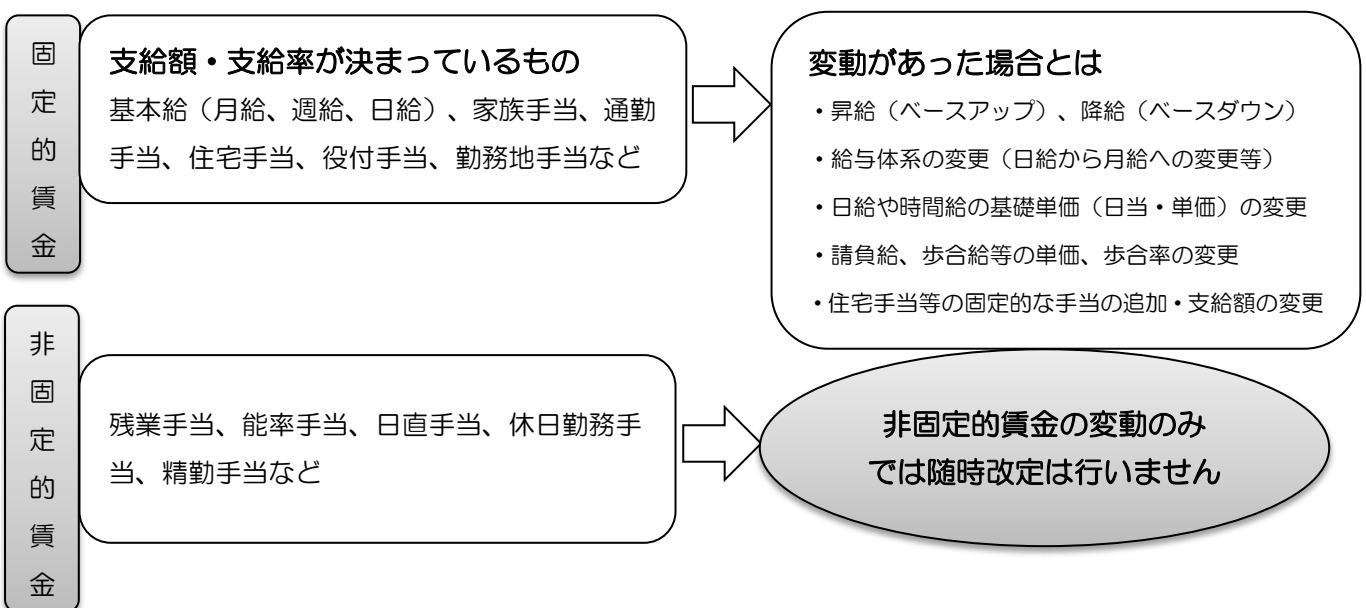 固定的賃金
支給額・支給率が決まっているもの
基本給（月給、週給、日給）、家族手当、通勤
手当、住宅手当、役付手当、勤務地手当など
変動があった場合とは
・昇給（ベースアップ）、降給（ベースダウン）
・給与体系の変更（日給から月給への変更等）
・日給や時間給の基礎単価（日当・単価）の変更
・請負給、歩合給等の単価、歩合率の変更
・住宅手当等の固定的な手当の追加・支給額の変更
非固定的賃金
残業手当、能率手当、日直手当、休日勤務手
当、精勤手当など
非固定的賃金の変動のみ
では随時改定は行いません